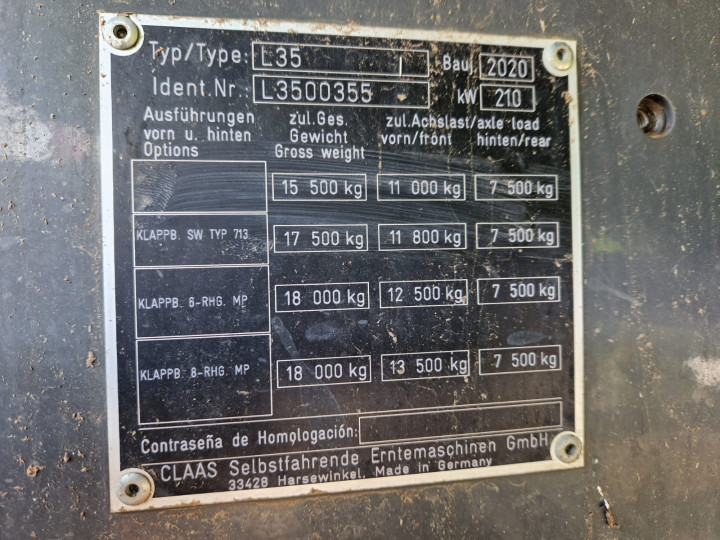 Typ/Type: L35 Bauj. 2020
Ident.Nr.: L3500355 kW 210
Ausführungen zul.Ges. zul.Achslast/axle load
vorn u. hinten Gewicht vorn/front hinten/rear
Options Gross weight
15 500 kg 11 000 kg 7 500 kg
KLAPPB. SW TYP 713 17 500 kg 11 800 kg 7 500 kg
KLAPPB. 6-RHG. MP 18 000 kg 12 500 kg 7 500 kg
KLAPPB. 8-RHG. MP 18 000 kg 13 500 kg 7 500 kg
Contraseña de Homologación:
CLAAS Selbstfahrende Erntemaschinen GmbH
33428 Harsewinkel, Made in Germany